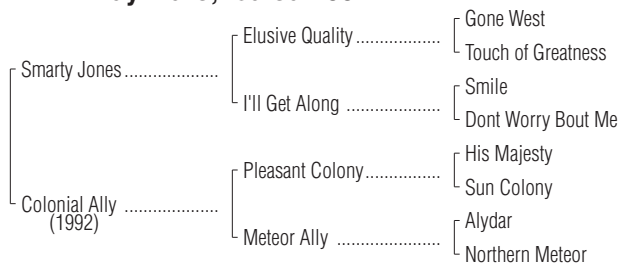 Gone West
Elusive Quality ..................
Touch of Greatness
Smarty Jones ....................
Smile
I'll Get Along ....................
Dont Worry Bout Me
His Majesty
Pleasant Colony................
Sun Colony
Colonial Ally ....................
(1992)
Alydar
Meteor Ally ......................
Northern Meteor